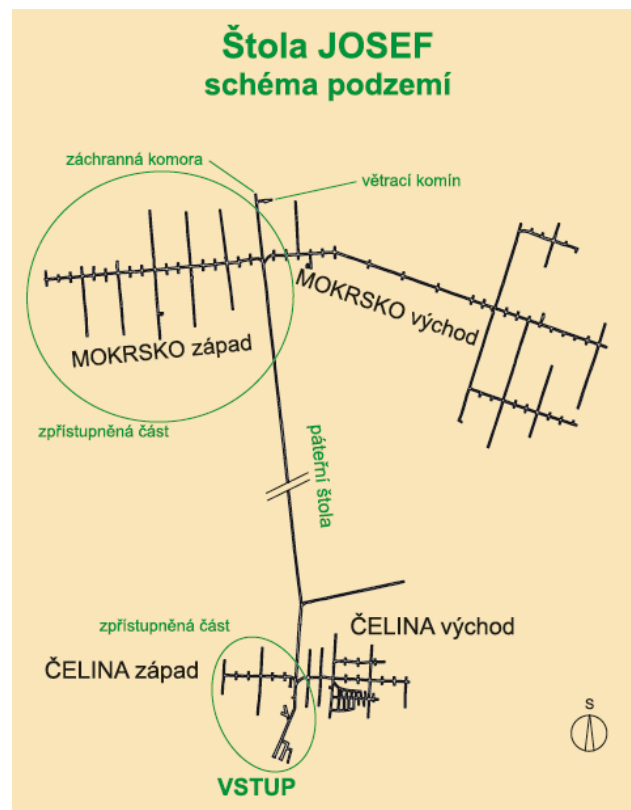 Štola JOSEF
schéma podzemí
záchranná komora
větrací komín
MOKRSKO východ
MOKRSKO západ
zpřístupněná část
páteřní štola
zpřístupněná část
ČELINA východ
ČELINA západ
S
VSTUP